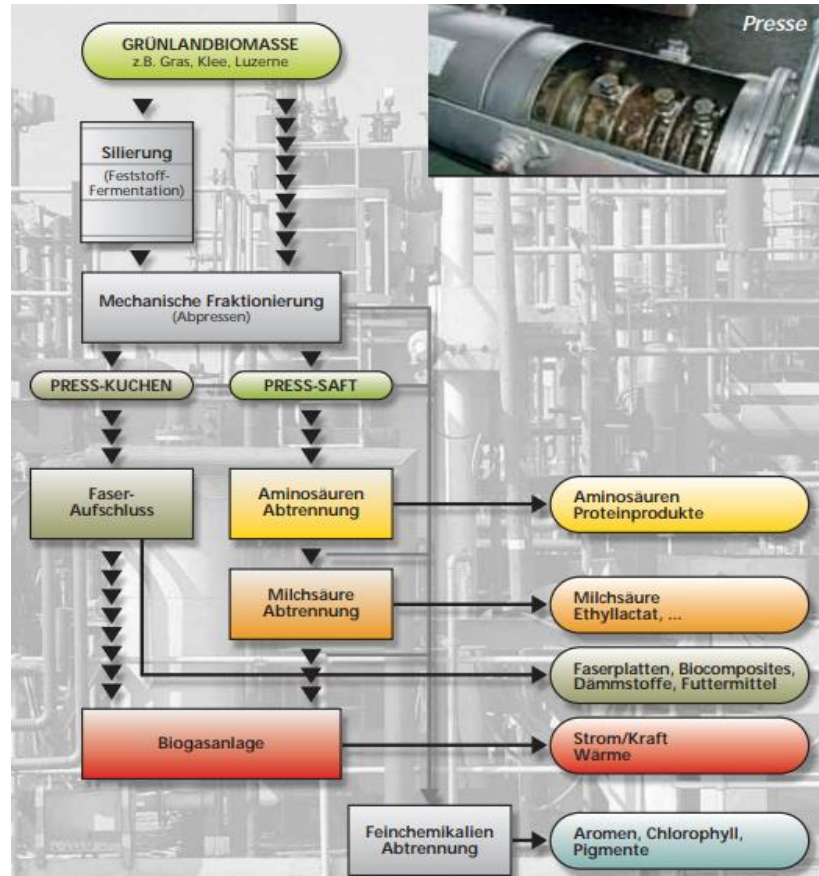 Presse
GRÜNLANDBIOMASSE
z.B. Gras, Klee, Luzerne
Silierung
(Feststoff-
Fermentation)
Mechanische Fraktionierung
(Abpressen)
PRESS-KUCHEN
PRESS-SAFT
Faser-
Aufschluss
Aminosäuren
Abtrennung
Aminosäuren
Proteinprodukte
Milchsäure
Abtrennung
Milchsäure
Ethyllactat, ...
Faserplatten, Biocomposites,
Dämmstoffe, Futtermittel
Biogasanlage
Strom/Kraft
Wärme
Feinchemikalien
Abtrennung
Aromen, Chlorophyll,
Pigmente